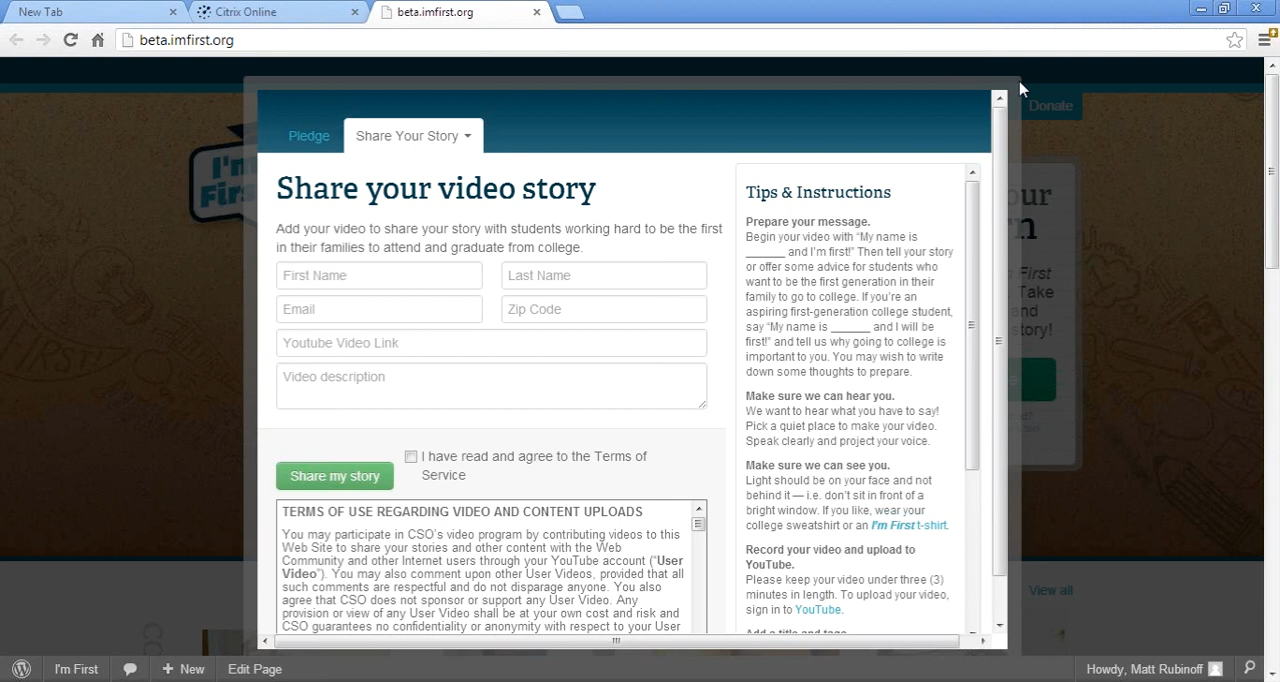 New Tab
Citrix Online
beta.imfirst.org
beta.imfirst.org
Donate
Pledge
Share Your Story
Share your video story
Add your video to share your story with students working hard to be the first
in their families to attend and graduate from college.
First Name
Last Name
Email
Zip Code
Youtube Video Link
Video description
I have read and agree to the Terms of
Service
Share my story
TERMS OF USE REGARDING VIDEO AND CONTENT UPLOADS
You may participate in CSO's video program by contributing videos to this
Web Site to share your stories and other content with the Web
Community and other Internet users through your YouTube account ("User
Video"). You may also comment upon other User Videos, provided that all
such comments are respectful and do not disparage anyone. You also
agree that CSO does not sponsor or support any User Video. Any
provision or view of any User Video shall be at your own cost and risk and
CSO guarantees no confidentiality or anonymity with respect to your User
Tips & Instructions
Prepare your message.
Begin your video with “My name is
______ and I'm first!” Then tell your story
or offer some advice for students who
want to be the first generation in their
family to go to college. If you're an
aspiring first-generation college student,
say “My name is ______ and I will be
first!” and tell us why going to college is
important to you. You may wish to write
down some thoughts to prepare.
Make sure we can hear you.
We want to hear what you have to say!
Pick a quiet place to make your video.
Speak clearly and project your voice.
Make sure we can see you.
Light should be on your face and not
behind it — i.e. don't sit in front of a
bright window. If you like, wear your
college sweatshirt or an I'm First t-shirt.
Record your video and upload to
YouTube.
Please keep your video under three (3)
minutes in length. To upload your video,
sign in to YouTube.
Add a title and tags
I'm
First
ur
n
First
Take
and
story!
View all
I'm First
New
Edit Page
Howdy, Matt Rubinoff